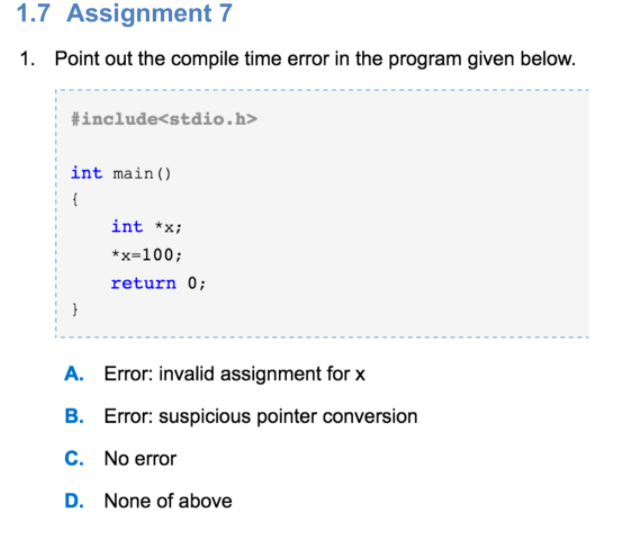 1.7 Assignment 7
1. Point out the compile time error in the program given below.
#include<stdio.h>
int main()
{
int *x;
*x=100;
return 0;
}
A. Error: invalid assignment for x
B. Error: suspicious pointer conversion
C. No error
D. None of above